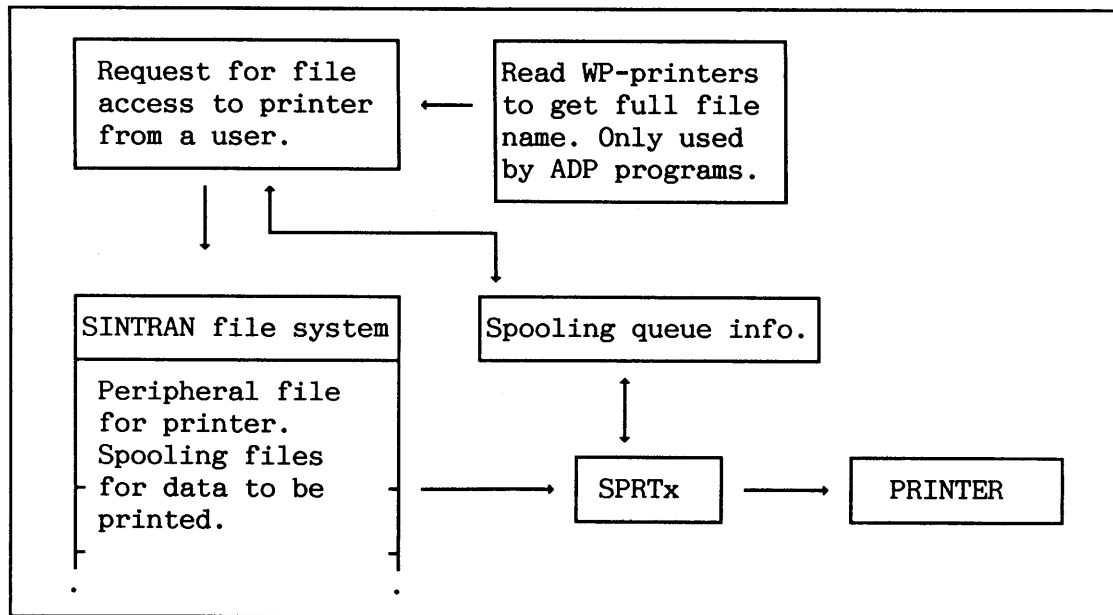 Request for file
access to printer
from a user.
Read WP-printers
to get full file
name. Only used
by ADP programs.
SINTRAN file system
Spooling queue info.
Peripheral file
for printer.
Spooling files
for data to be
printed.
SPRTx
PRINTER